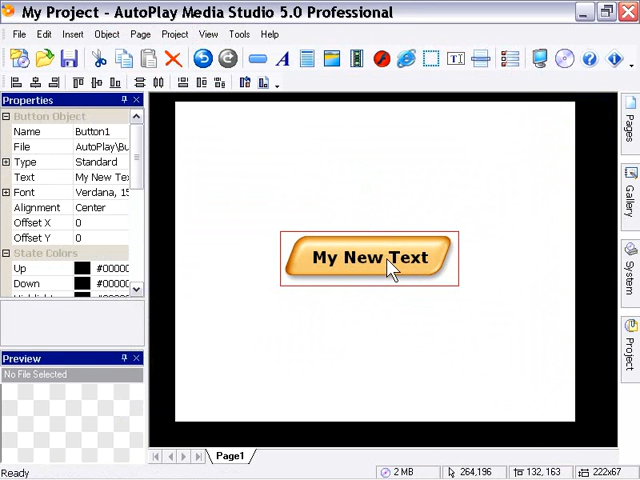 My Project - AutoPlay Media Studio 5.0 Professional
File Edit Insert Object Page Project View Tools Help
Properties
Button Object
Name Button1
File AutoPlay\Bu
Type Standard
Text My New Te
Font Verdana, 15
Alignment Center
Offset X 0
Offset Y 0
State Colors
Up #00000
Down #00000
Preview
No File Selected
My New Text
Pages
Gallery
System
Project
Page1
Ready
2 MB
264,196
132, 163
222x67